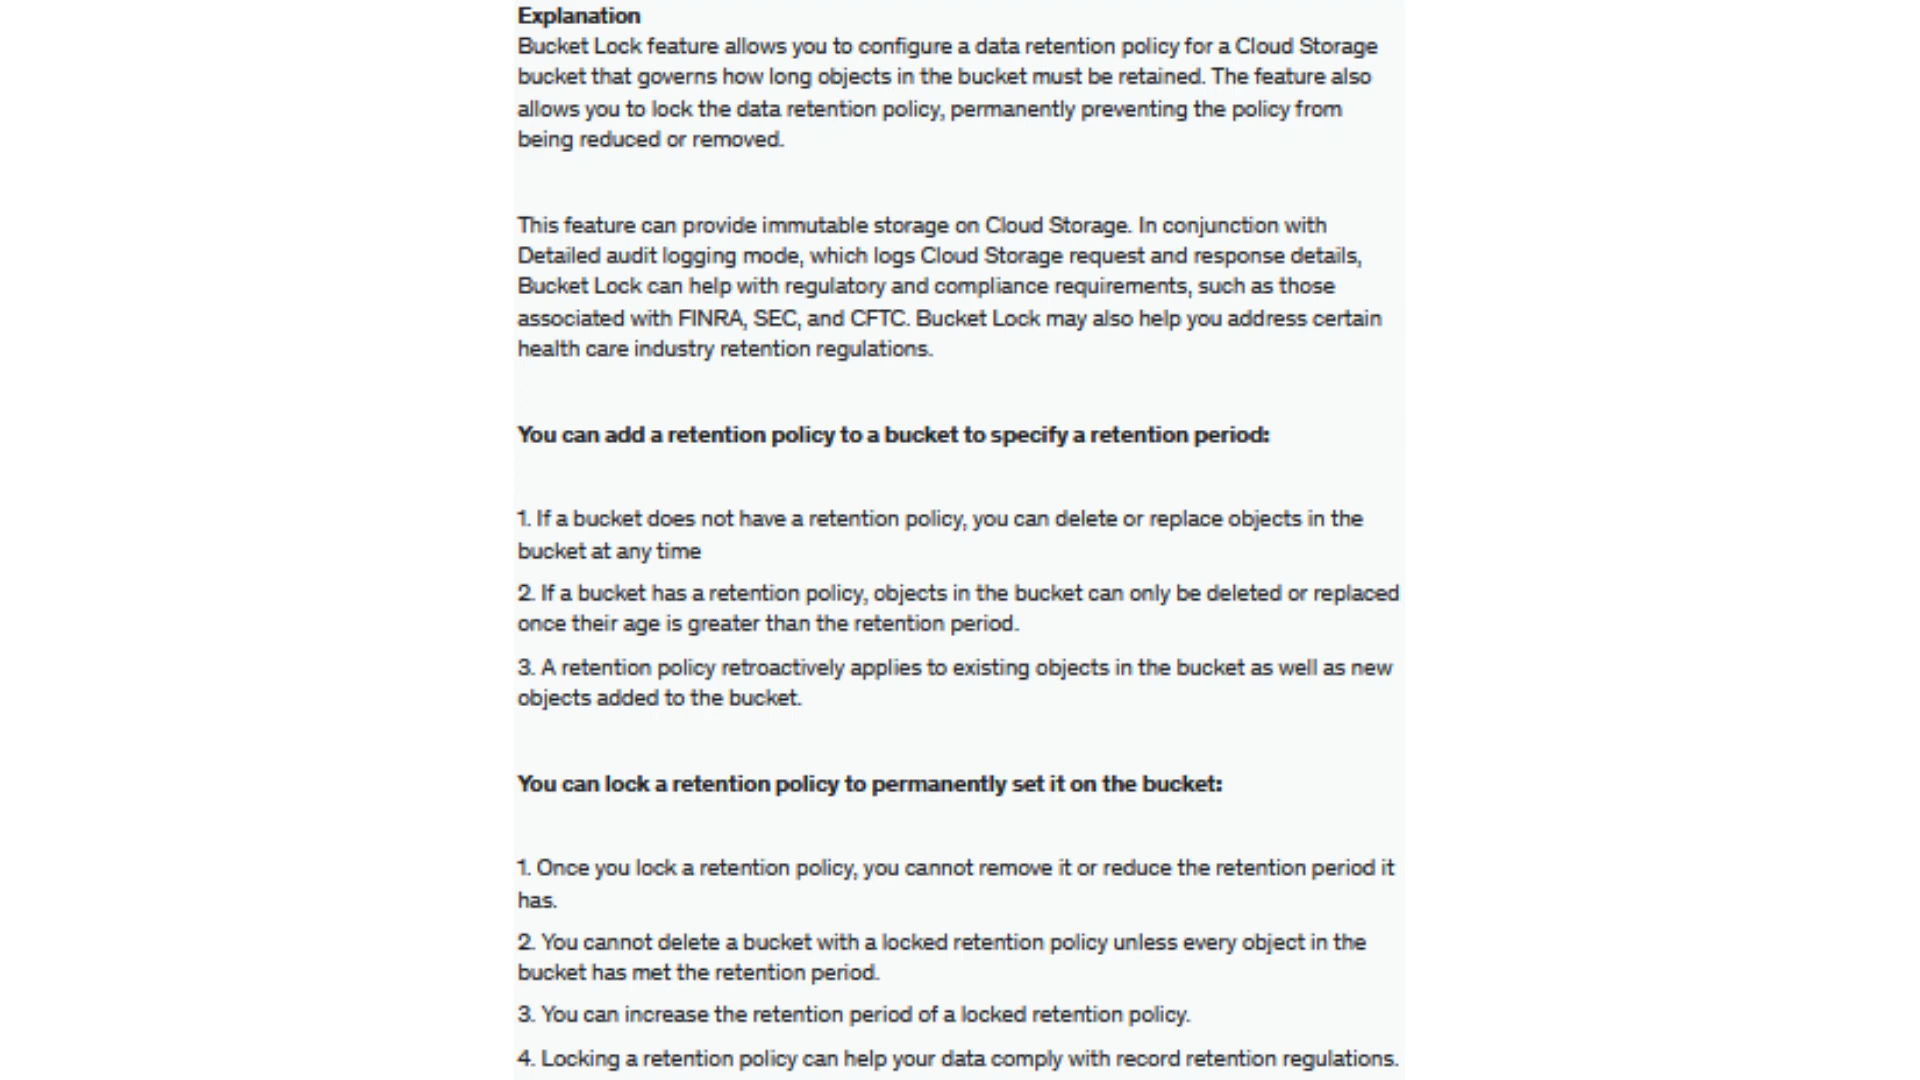 Explanation
Bucket Lock feature allows you to configure a data retention policy for a Cloud Storage
bucket that governs how long objects in the bucket must be retained. The feature also
allows you to lock the data retention policy, permanently preventing the policy from
being reduced or removed.
This feature can provide immutable storage on Cloud Storage. In conjunction with
Detailed audit logging mode, which logs Cloud Storage request and response details,
Bucket Lock can help with regulatory and compliance requirements, such as those
associated with FINRA, SEC, and CFTC. Bucket Lock may also help you address certain
health care industry retention regulations.
You can add a retention policy to a bucket to specify a retention period:
1. If a bucket does not have a retention policy, you can delete or replace objects in the
bucket at any time
2. If a bucket has a retention policy, objects in the bucket can only be deleted or replaced
once their age is greater than the retention period.
3. A retention policy retroactively applies to existing objects in the bucket as well as new
objects added to the bucket.
You can lock a retention policy to permanently set it on the bucket:
1. Once you lock a retention policy, you cannot remove it or reduce the retention period it
has.
2. You cannot delete a bucket with a locked retention policy unless every object in the
bucket has met the retention period.
3. You can increase the retention period of a locked retention policy.
4. Locking a retention policy can help your data comply with record retention regulations.